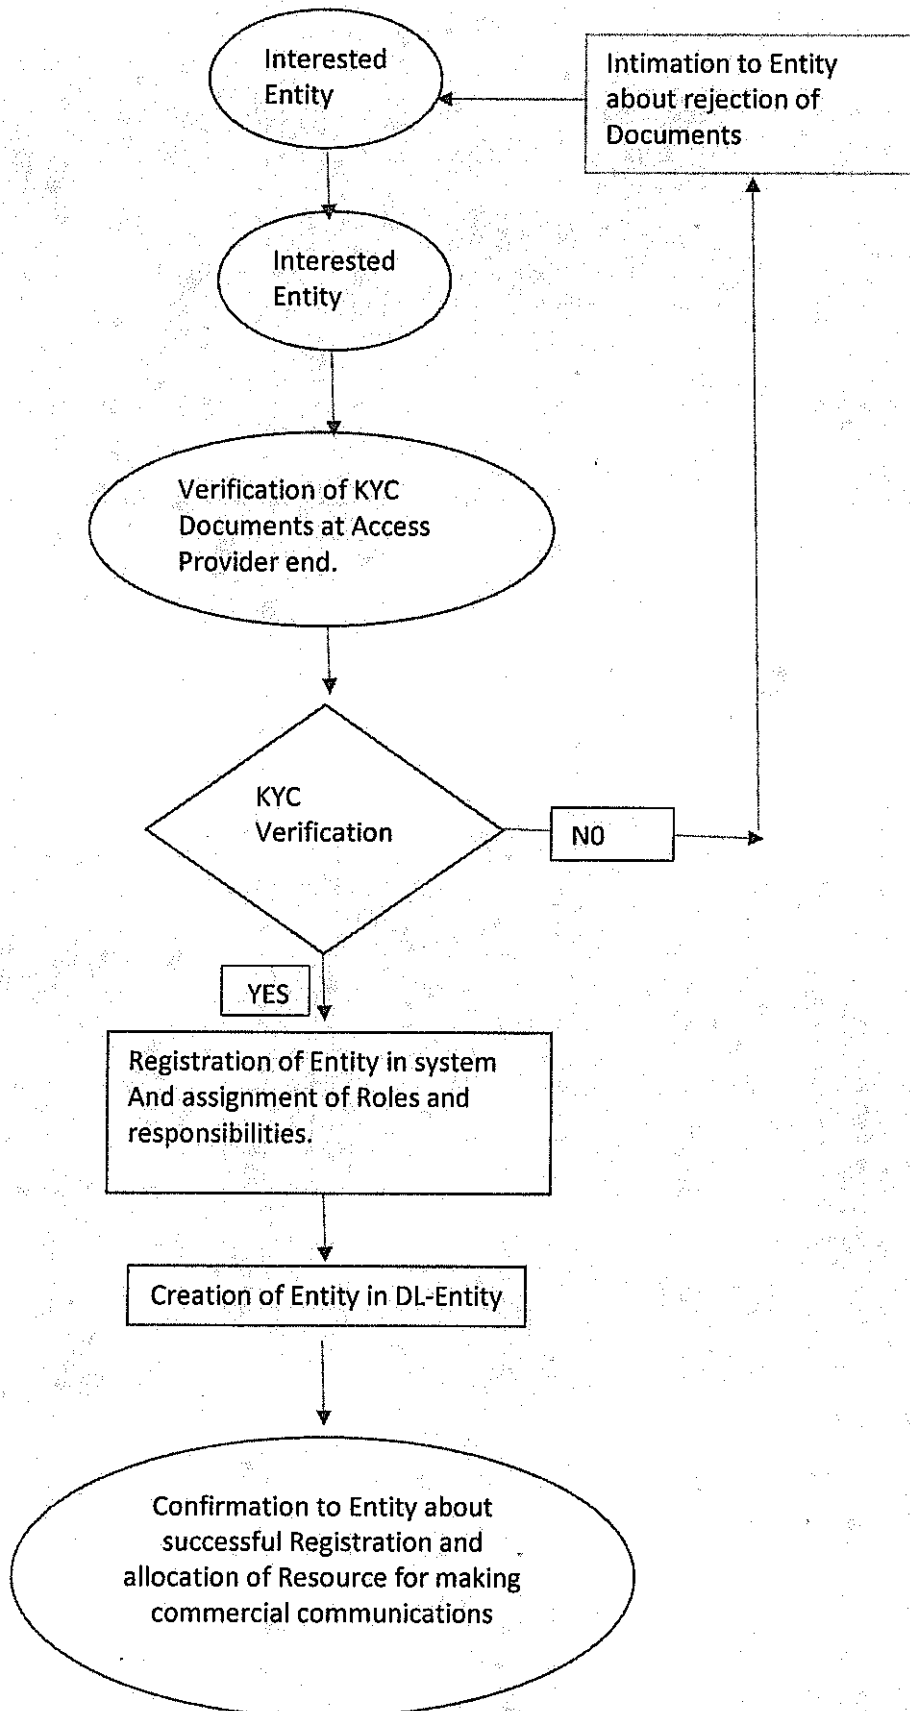 Interested
Entity
Intimation to Entity
about rejection of
Documents
Interested
Entity
Verification of KYC
Documents at Access
Provider end.
KYC
Verification
N0
YES
Registration of Entity in system
And assignment of Roles and
responsibilities.
Creation of Entity in DL-Entity
Confirmation to Entity about
successful Registration and
allocation of Resource for making
commercial communications